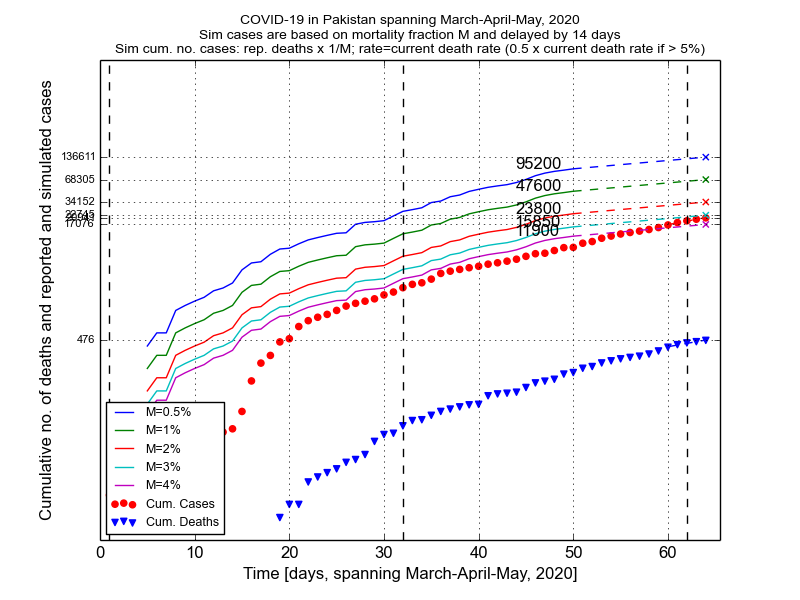 COVID-19 in Pakistan spanning March-April-May, 2020
Sim cases are based on mortality fraction M and delayed by 14 days
Sim cum. no. cases: rep. deaths x 1/M; rate=current death rate (0.5 x current death rate if > 5%)
Cumulative no. of deaths and reported and simulated cases
136611
68305
34152
17076
476
95200
47600
23800
15850
11900
M=0.5%
M=1%
M=2%
M=3%
M=4%
Cum. Cases
Cum. Deaths
0 10 20 30 40 50 60
Time [days, spanning March-April-May, 2020]